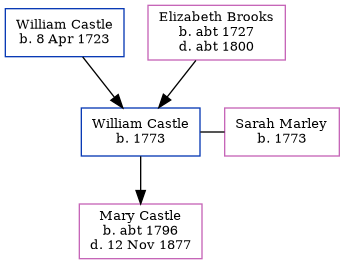 William Castle
b. 8 Apr 1723
Elizabeth Brooks
b. abt 1727
d. abt 1800
William Castle
b. 1773
Sarah Marley
b. 1773
Mary Castle
b. abt 1796
d. 12 Nov 1877